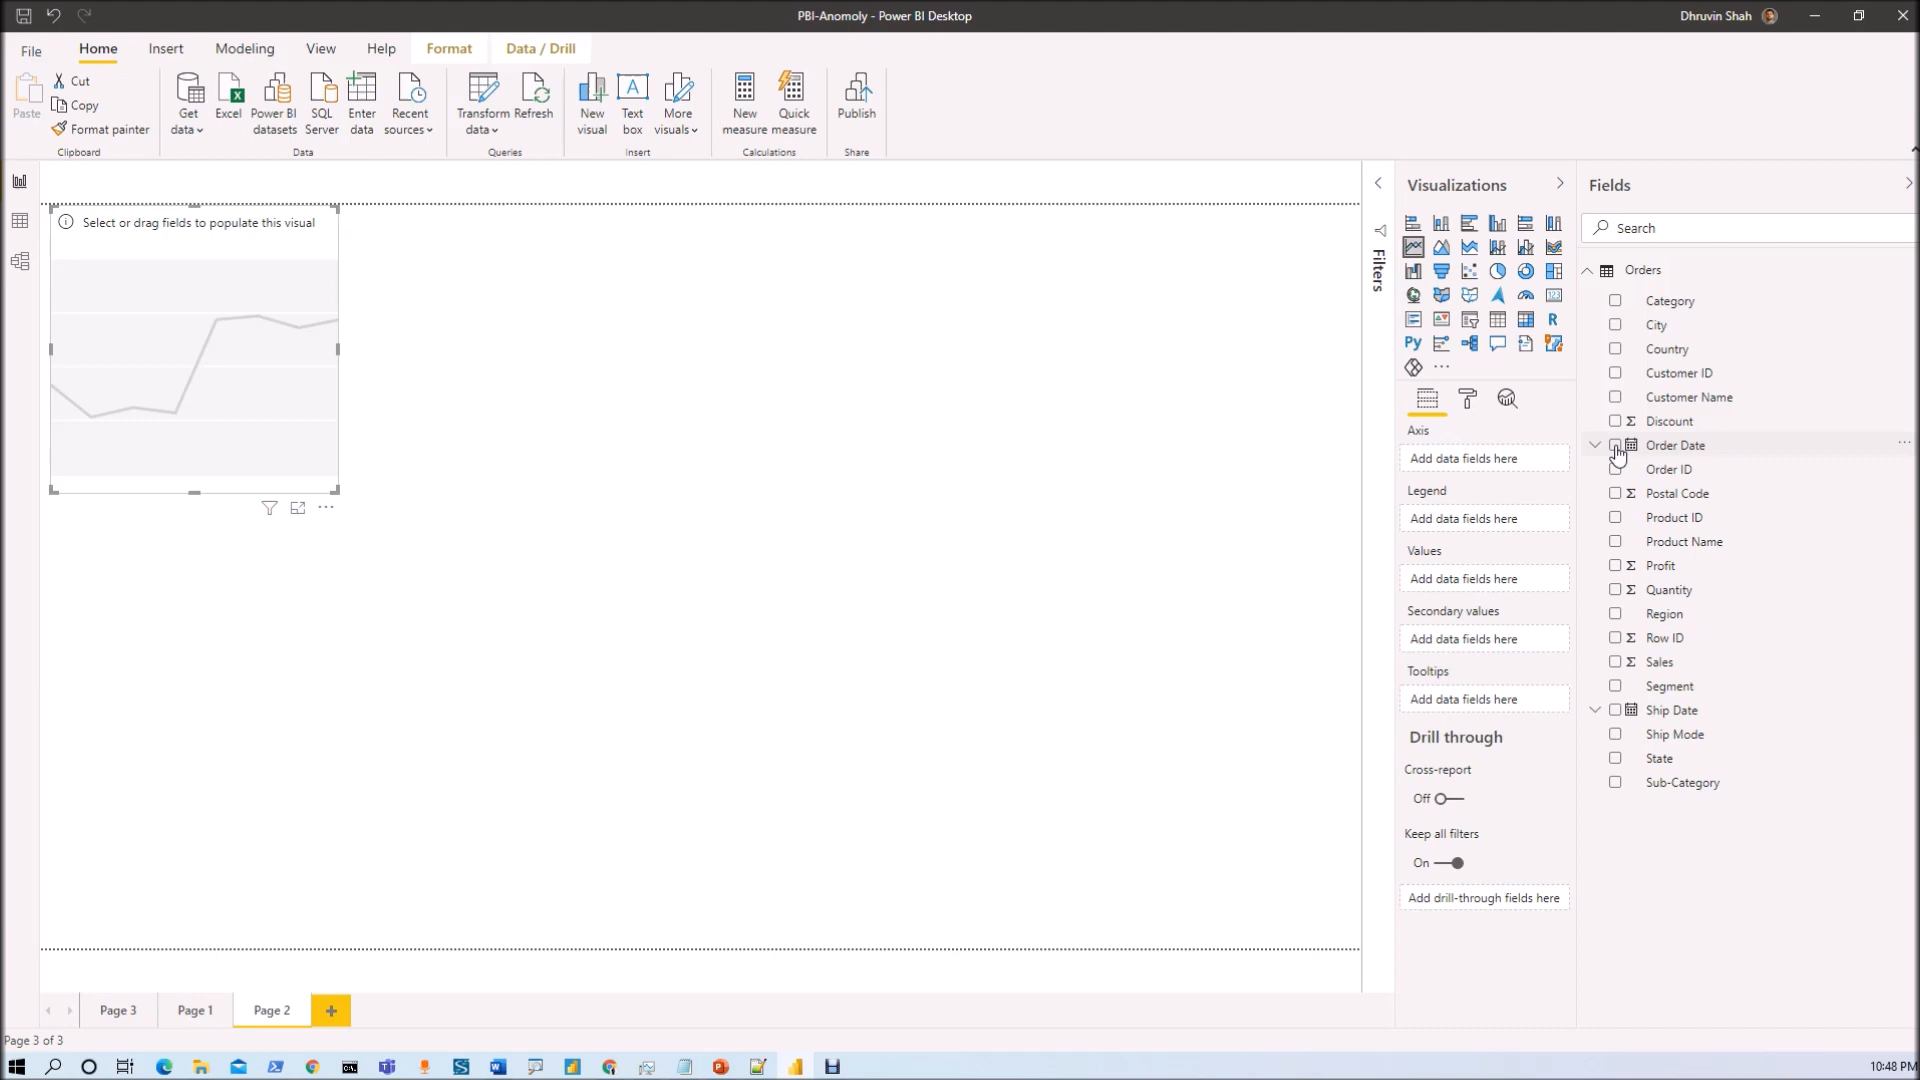 PBI-Anomoly - Power BI Desktop
Dhruvin Shah
File
Home
Insert
Modeling
View
Help
Format
Data / Drill
Paste
Cut
Copy
Format painter
Clipboard
Get data
Excel
Power BI datasets
SQL Server
Enter data
Recent sources
Data
Transform data
Refresh
Queries
New visual
Text box
More visuals
Insert
New measure
Quick measure
Calculations
Publish
Share
Select or drag fields to populate this visual
Filters
Visualizations
123
R
Py
Axis
Add data fields here
Legend
Add data fields here
Values
Add data fields here
Secondary values
Add data fields here
Tooltips
Add data fields here
Drill through
Cross-report
Off
Keep all filters
On
Add drill-through fields here
Fields
Search
Orders
Category
City
Country
Customer ID
Customer Name
Σ Discount
Order Date
Order ID
Σ Postal Code
Product ID
Product Name
Σ Profit
Σ Quantity
Region
Σ Row ID
Σ Sales
Segment
Ship Date
Ship Mode
State
Sub-Category
Page 3
Page 1
Page 2
Page 3 of 3
10:48 PM